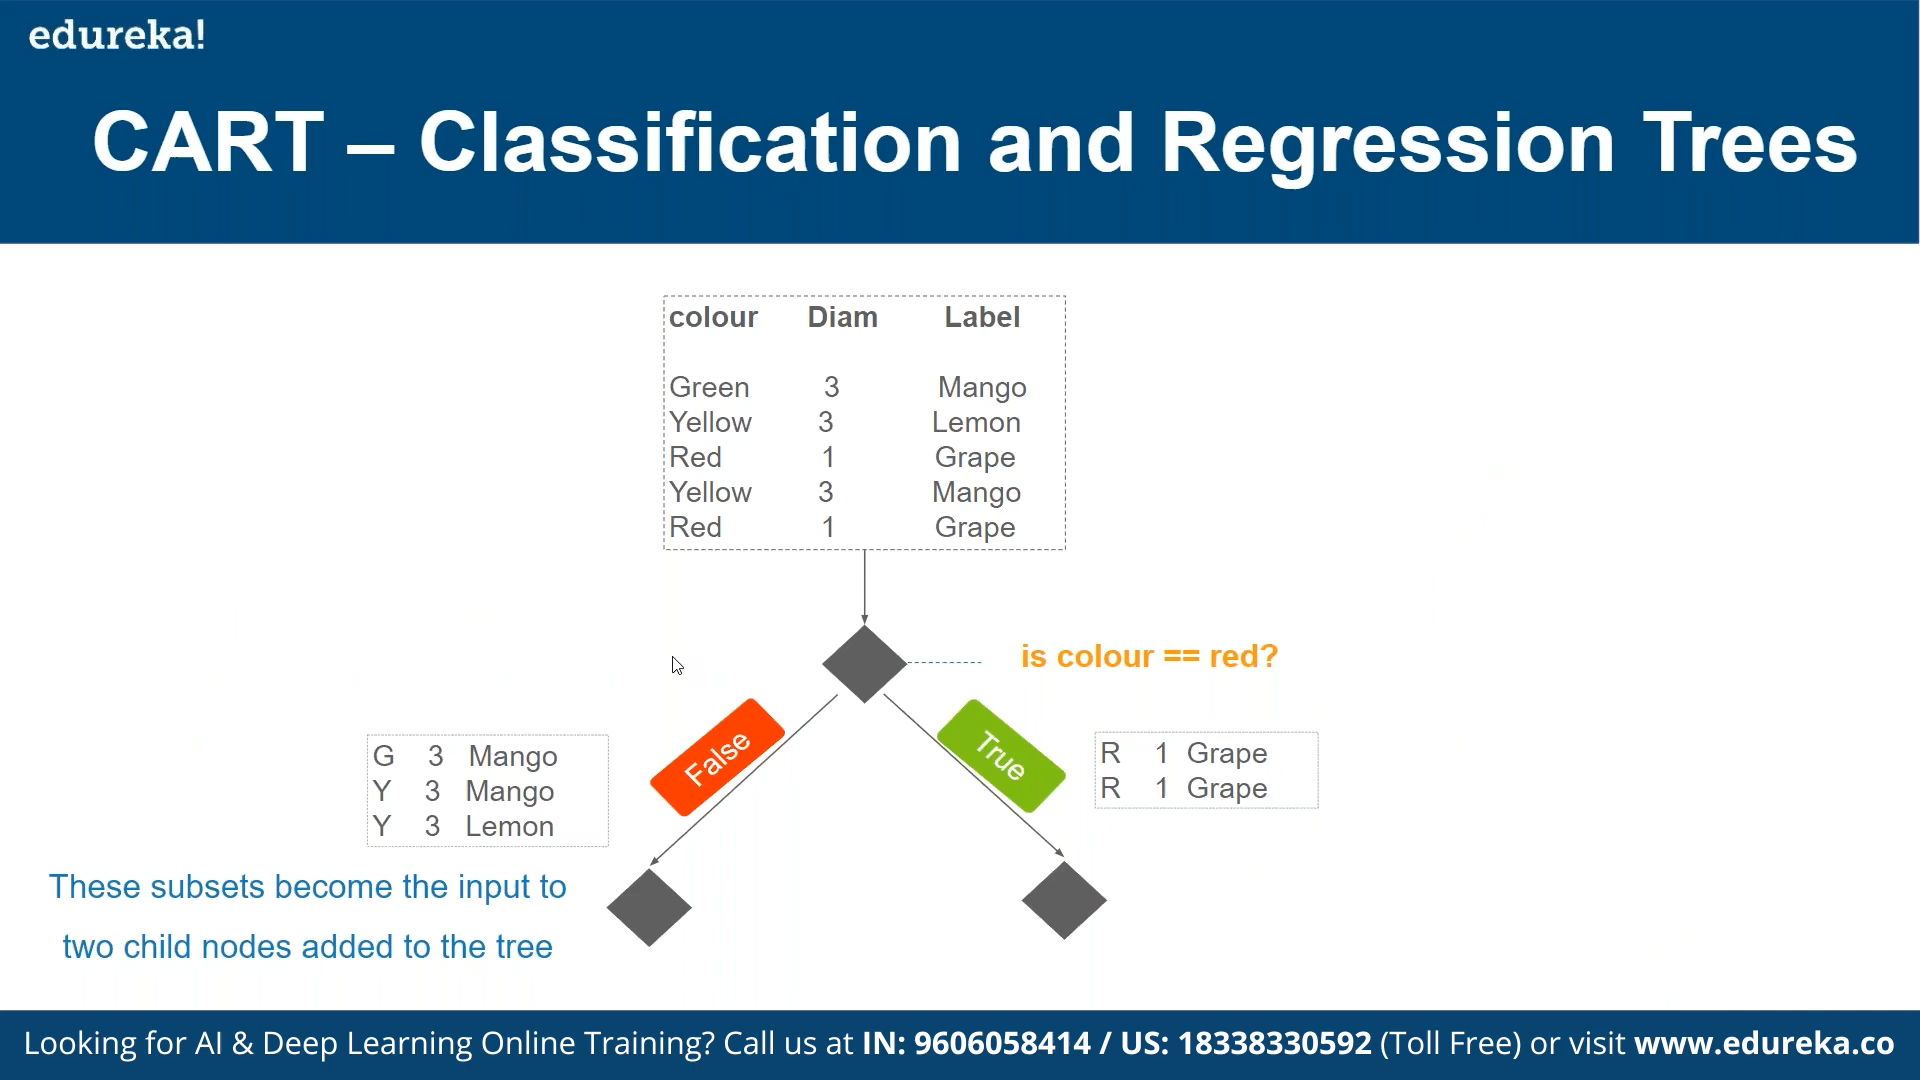 edureka!
CART – Classification and Regression Trees
colour Diam Label
Green 3 Mango
Yellow 3 Lemon
Red 1 Grape
Yellow 3 Mango
Red 1 Grape
is colour == red?
False
True
G 3 Mango
Y 3 Mango
Y 3 Lemon
R 1 Grape
R 1 Grape
These subsets become the input to
two child nodes added to the tree
Looking for AI & Deep Learning Online Training? Call us at IN: 9606058414 / US: 18338330592 (Toll Free) or visit www.edureka.co